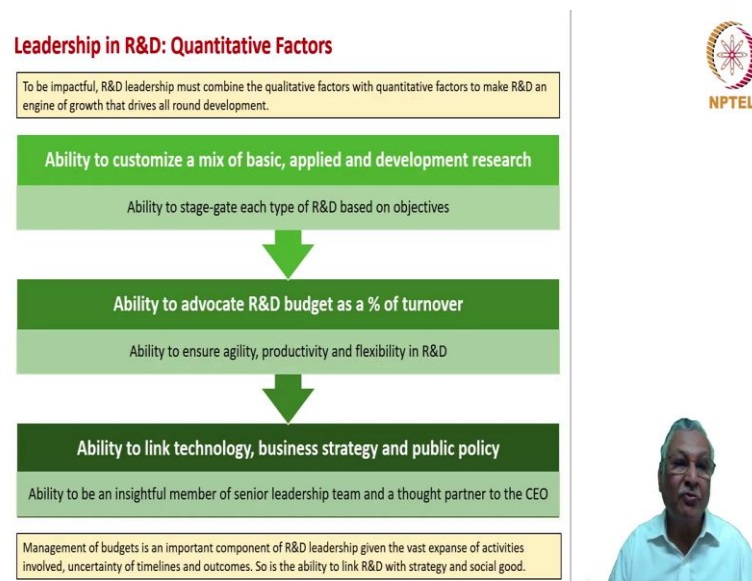 Leadership in R&D: Quantitative Factors
To be impactful, R&D leadership must combine the qualitative factors with quantitative factors to make R&D an
engine of growth that drives all round development.
Ability to customize a mix of basic, applied and development research
Ability to stage-gate each type of R&D based on objectives
Ability to advocate R&D budget as a % of turnover
Ability to ensure agility, productivity and flexibility in R&D
Ability to link technology, business strategy and public policy
Ability to be an insightful member of senior leadership team and a thought partner to the CEO
Management of budgets is an important component of R&D leadership given the vast expanse of activities
involved, uncertainty of timelines and outcomes. So is the ability to link R&D with strategy and social good.
NPTEL